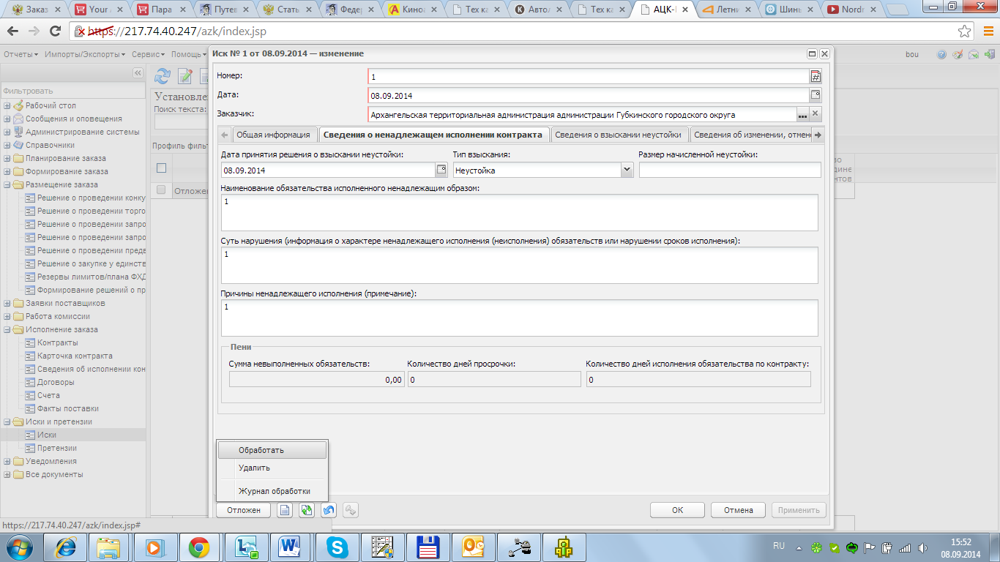 Заказ
Your
Пара
Путев
Стать
Федер
Киноа
Тех ка
Автол
Тех ка
АЦК-
Летни
Шинь
Nordr
https://217.74.40.247/azk/index.jsp
Отчеты Импорты/Экспорты Сервис Помощь
bou
Иск № 1 от 08.09.2014 — изменение
Фильтровать
Рабочий стол
Сообщения и оповещения
Администрирование системы
Справочники
Планирование заказа
Формирование заказа
Размещение заказа
Решение о проведении конку
Решение о проведении торго
Решение о проведении запро
Решение о проведении запро
Решение о проведении предв
Решение о закупке у единств
Резервы лимитов/плана ФХД
Формирование решений о пр
Заявки поставщиков
Работа комиссии
Исполнение заказа
Контракты
Карточка контракта
Сведения об исполнении кон
Договоры
Счета
Факты поставки
Иски и претензии
Иски
Претензии
Уведомления
Все документы
Установле
Поиск текста:
Профиль филь
Отложен
во
едине
нтов
Номер: 1
Дата: 08.09.2014
Заказчик: Архангельская территориальная администрация администрации Губкинского городского округа ...
Общая информация Сведения о ненадлежащем исполнении контракта Сведения о взыскании неустойки Сведения об изменении, отмен
Дата принятия решения о взыскании неустойки: Тип взыскания: Размер начисленной неустойки:
08.09.2014 Неустойка
Наименование обязательства исполненного ненадлежащим образом:
1
Суть нарушения (информация о характере ненадлежащего исполнения (неисполнения) обязательств или нарушении сроков исполнения):
1
Причины ненадлежащего исполнения (примечание):
1
Пени
Сумма невыполненных обязательств: Количество дней просрочки: Количество дней исполнения обязательства по контракту:
0,00 0 0
Обработать
Удалить
Журнал обработки
Отложен
ОК Отмена Применить
https://217.74.40.247/azk/index.jsp#
RU
15:52
08.09.2014